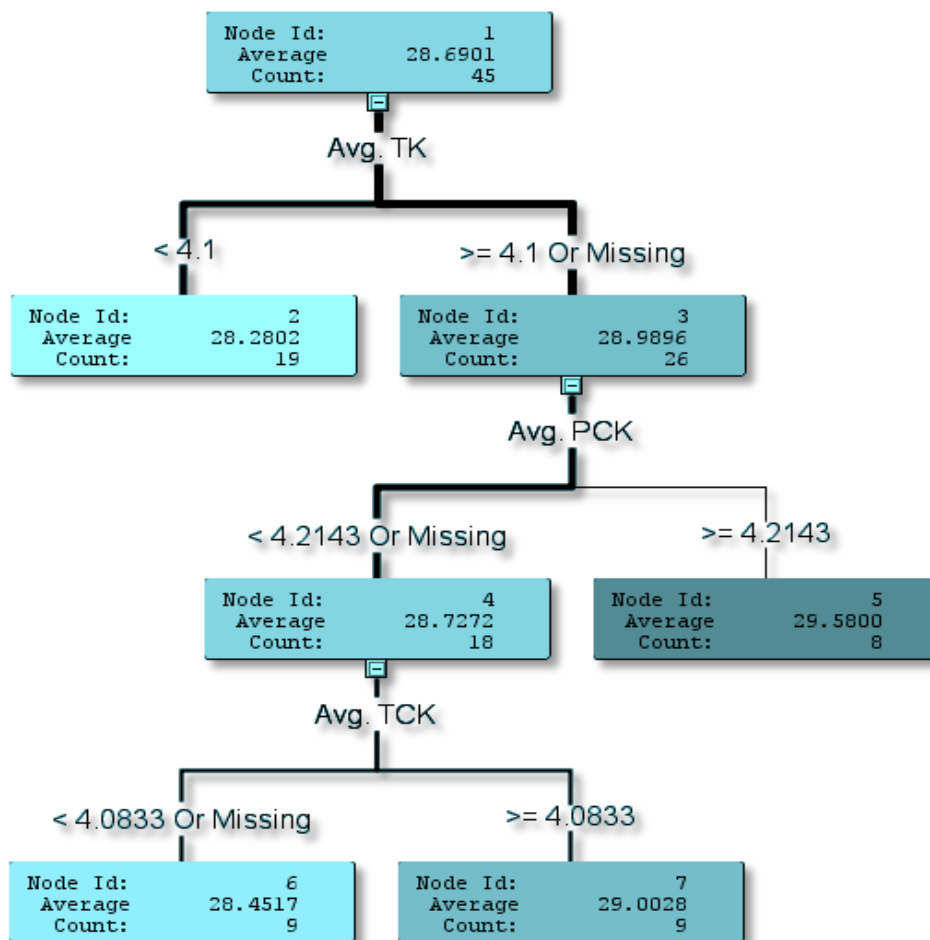 Node Id: 1
Average 28.6901
Count: 45
Avg. TK
< 4.1
>= 4.1 Or Missing
Node Id: 2
Average 28.2802
Count: 19
Node Id: 3
Average 28.9896
Count: 26
Avg. PCK
< 4.2143 Or Missing
>= 4.2143
Node Id: 4
Average 28.7272
Count: 18
Node Id: 5
Average 29.5800
Count: 8
Avg. TCK
< 4.0833 Or Missing
>= 4.0833
Node Id: 6
Average 28.4517
Count: 9
Node Id: 7
Average 29.0028
Count: 9